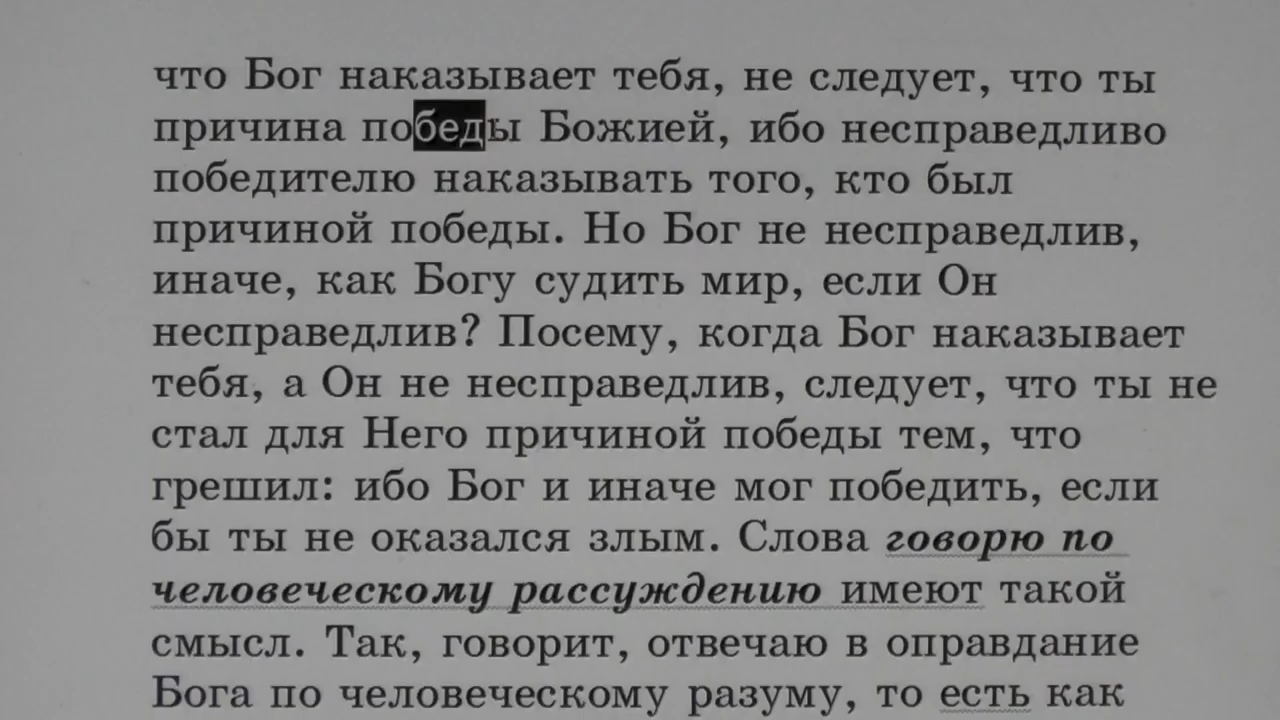 что Бог наказывает тебя, не следует, что ты
причина победы Божией, ибо несправедливо
победителю наказывать того, кто был
причиной победы. Но Бог не несправедлив,
иначе, как Богу судить мир, если Он
несправедлив? Посему, когда Бог наказывает
тебя, а Он не несправедлив, следует, что ты не
стал для Него причиной победы тем, что
грешил: ибо Бог и иначе мог победить, если
бы ты не оказался злым. Слова говорю по
человеческому рассуждению имеют такой
смысл. Так, говорит, отвечаю в оправдание
Бога по человеческому разуму, то есть как